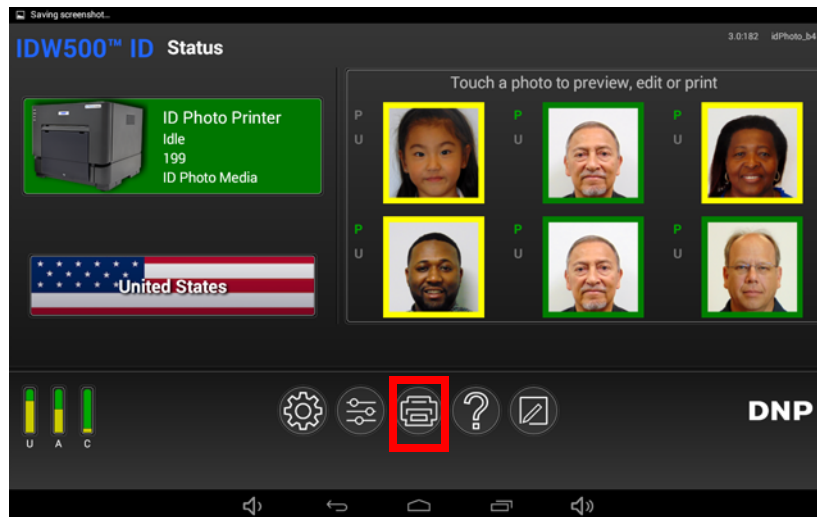 Saving screenshot...
IDW500™ ID Status
3.0:182 idPhoto_b4
Touch a photo to preview, edit or print
ID Photo Printer
Idle
199
ID Photo Media
P P P
U U U
P P P
U U U
United States
U A C
DNP